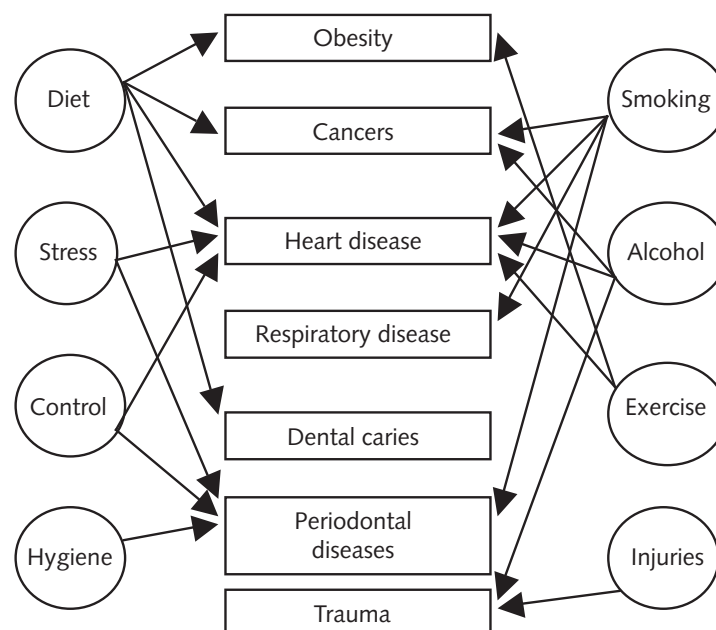 Obesity
Diet
Smoking
Cancers
Stress
Heart disease
Alcohol
Respiratory disease
Control
Exercise
Dental caries
Periodontal
diseases
Hygiene
Injuries
Trauma